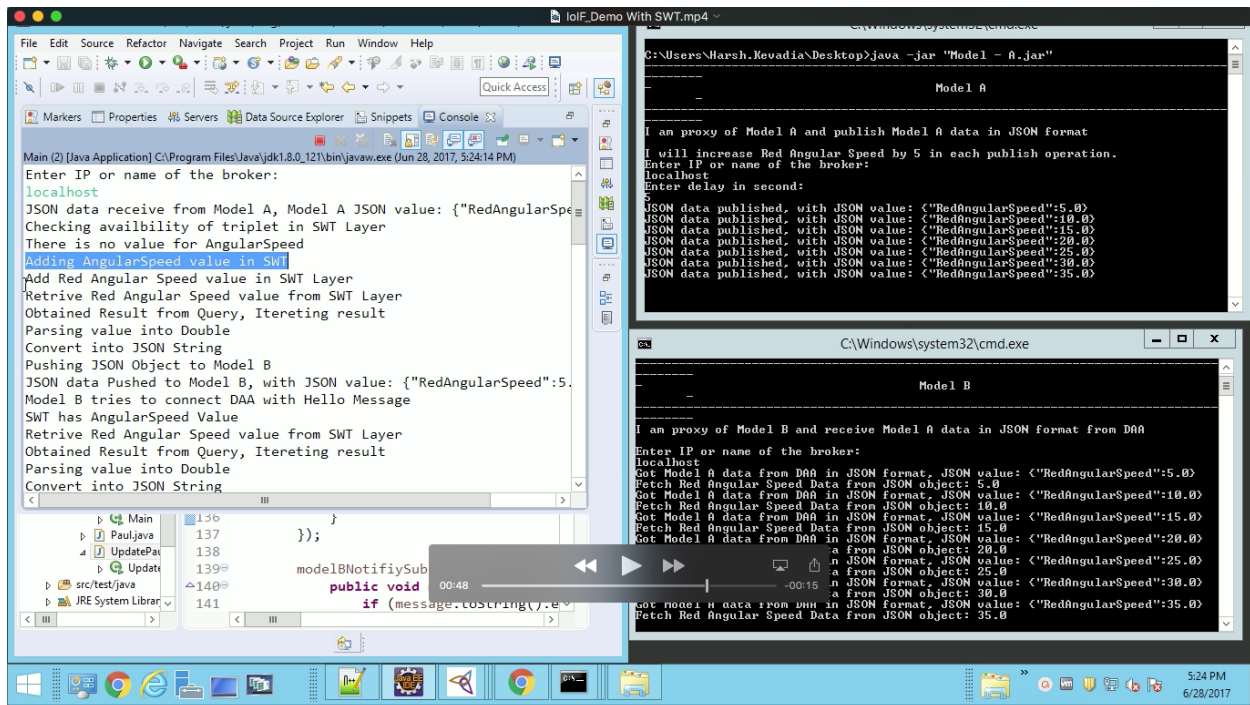 IoIF_Demo With SWT.mp4
File Edit Source Refactor Navigate Search Project Run Window Help
Quick Access
Markers Properties Servers Data Source Explorer Snippets Console
Main (2) [Java Application] C:\Program Files\Java\jdk1.8.0_121\bin\javaw.exe (Jun 28, 2017, 5:24:14 PM)
Enter IP or name of the broker:
localhost
JSON data receive from Model A, Model A JSON value: {"RedAngularSpe
Checking availbility of triplet in SWT Layer
There is no value for AngularSpeed
Adding AngularSpeed value in SWT
Add Red Angular Speed value in SWT Layer
Retrive Red Angular Speed value from SWT Layer
Obtained Result from Query, Itereting result
Parsing value into Double
Convert into JSON String
Pushing JSON Object to Model B
JSON data Pushed to Model B, with JSON value: {"RedAngularSpeed":5.
Model B tries to connect DAA with Hello Message
SWT has AngularSpeed Value
Retrive Red Angular Speed value from SWT Layer
Obtained Result from Query, Itereting result
Parsing value into Double
Convert into JSON String
Main
Paul.java
UpdatePau
Update
src/test/java
JRE System Librar
136 }
137 });
138
139 modelBNotifiySub
140 public void
141 if (message.toString().e
C:\Windows\system32\cmd.exe
C:\Users\Harsh.Kevadia\Desktop>java -jar "Model - A.jar"
Model A
I am proxy of Model A and publish Model A data in JSON format
I will increase Red Angular Speed by 5 in each publish operation.
Enter IP or name of the broker:
localhost
Enter delay in second:
5
JSON data published, with JSON value: {"RedAngularSpeed":5.0}
JSON data published, with JSON value: {"RedAngularSpeed":10.0}
JSON data published, with JSON value: {"RedAngularSpeed":15.0}
JSON data published, with JSON value: {"RedAngularSpeed":20.0}
JSON data published, with JSON value: {"RedAngularSpeed":25.0}
JSON data published, with JSON value: {"RedAngularSpeed":30.0}
JSON data published, with JSON value: {"RedAngularSpeed":35.0}
C:\Windows\system32\cmd.exe
Model B
I am proxy of Model B and receive Model A data in JSON format from DAA
Enter IP or name of the broker:
localhost
Got Model A data from DAA in JSON format, JSON value: {"RedAngularSpeed":5.0}
Fetch Red Angular Speed Data from JSON object: 5.0
Got Model A data from DAA in JSON format, JSON value: {"RedAngularSpeed":10.0}
Fetch Red Angular Speed Data from JSON object: 10.0
Got Model A data from DAA in JSON format, JSON value: {"RedAngularSpeed":15.0}
Fetch Red Angular Speed Data from JSON object: 15.0
Got Model A data from DAA in JSON format, JSON value: {"RedAngularSpeed":20.0}
a from JSON object: 20.0
n JSON format, JSON value: {"RedAngularSpeed":25.0}
a from JSON object: 25.0
n JSON format, JSON value: {"RedAngularSpeed":30.0}
a from JSON object: 30.0
Got Model A data from DAA in JSON format, JSON value: {"RedAngularSpeed":35.0}
Fetch Red Angular Speed Data from JSON object: 35.0
00:48 -00:15
5:24 PM
6/28/2017